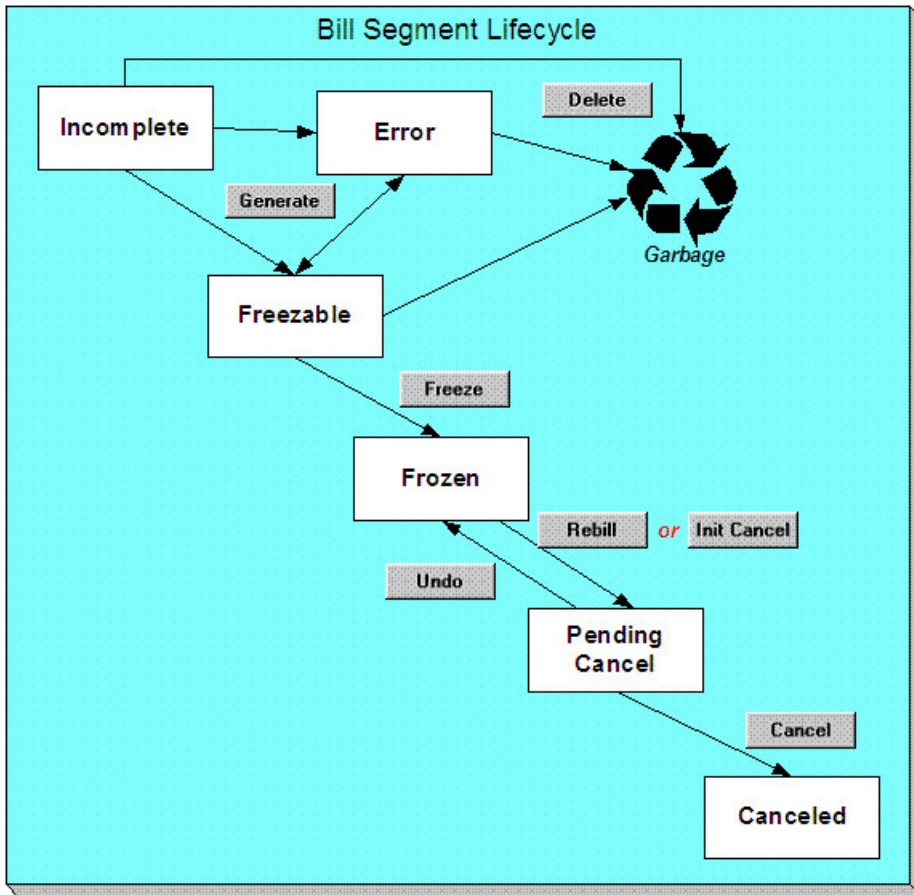 Bill Segment Lifecycle
Incomplete
Error
Delete
Generate
Garbage
Freezable
Freeze
Frozen
Rebill or Init Cancel
Undo
Pending
Cancel
Cancel
Canceled